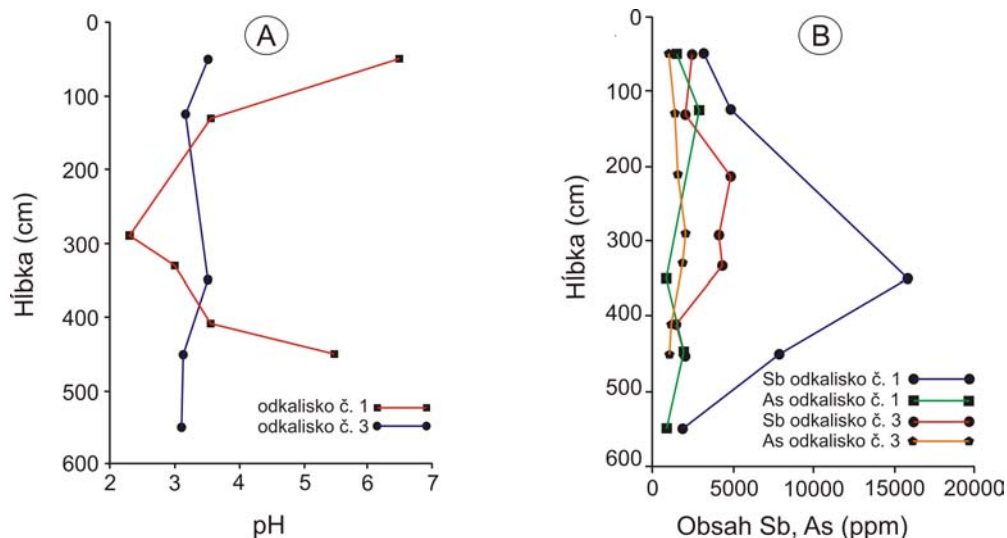 A
0
100
200
300
400
500
600
Hĺbka (cm)
2 3 4 5 6 7
pH
odkalisko č. 1
odkalisko č. 3
B
0
100
200
300
400
500
600
Hĺbka (cm)
0 5000 10000 15000 20000
Obsah Sb, As (ppm)
Sb odkalisko č. 1
As odkalisko č. 1
Sb odkalisko č. 3
As odkalisko č. 3